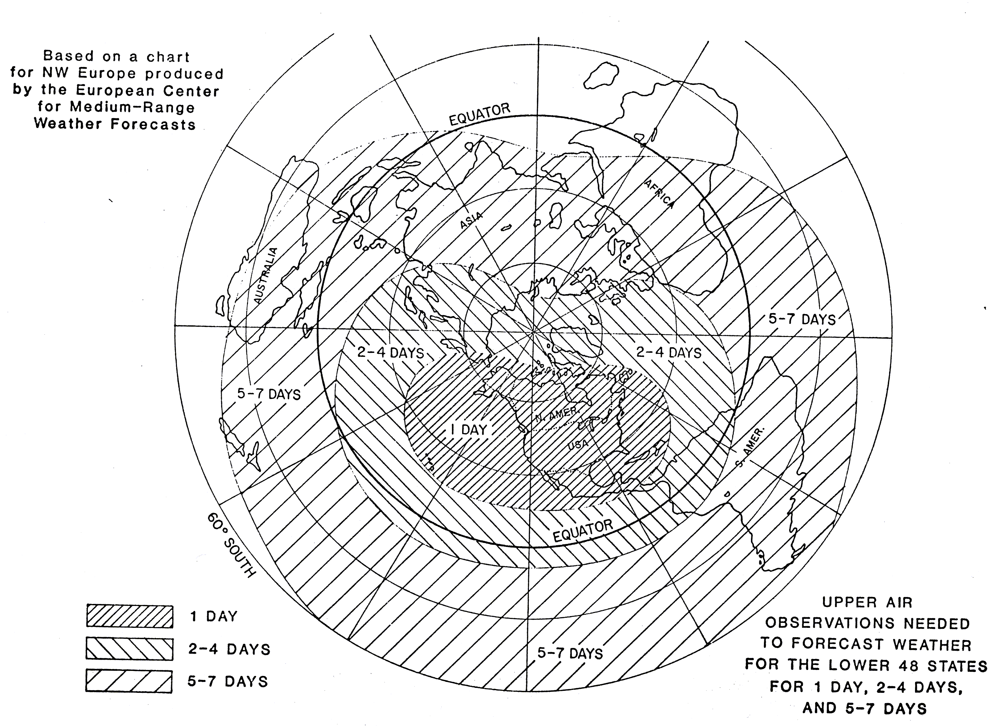 Based on a chart
for NW Europe produced
by the European Center
for Medium-Range
Weather Forecasts
EQUATOR
AFRICA
ASIA
AUSTRALIA
5-7 DAYS
2-4 DAYS
2-4 DAYS
5-7 DAYS
N. AMER.
1 DAY
USA
S. AMER.
EQUATOR
60° SOUTH
5-7 DAYS
1 DAY
2-4 DAYS
5-7 DAYS
UPPER AIR
OBSERVATIONS NEEDED
TO FORECAST WEATHER
FOR THE LOWER 48 STATES
FOR 1 DAY, 2-4 DAYS,
AND 5-7 DAYS